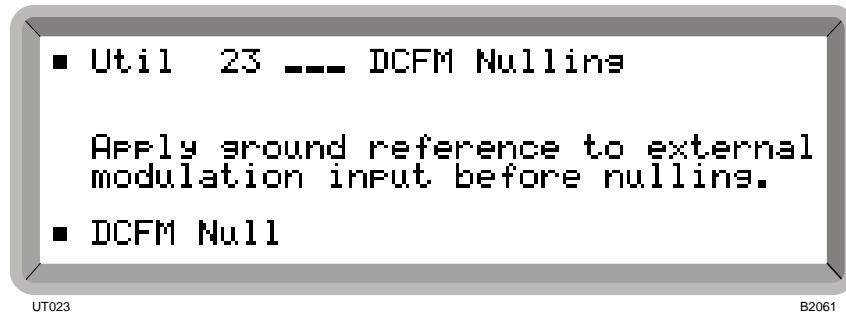 ▪ Util 23 ___ DCFM Nulling
Apply ground reference to external
modulation input before nulling.
▪ DCFM Null
UT023 B2061